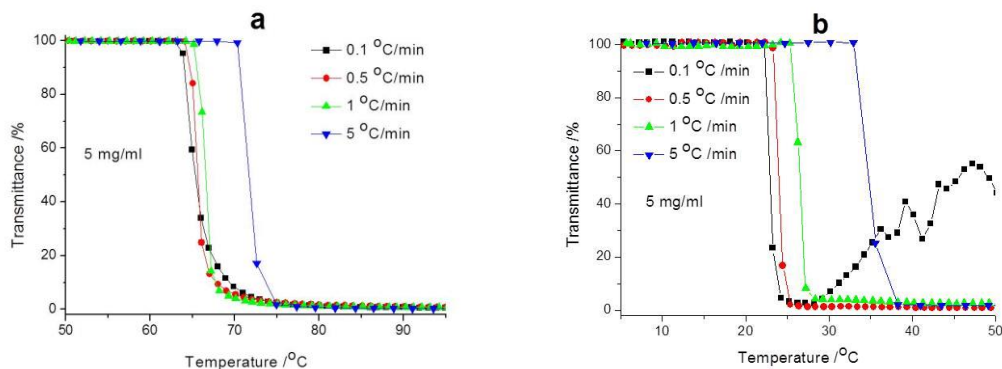 a
100
80
60
40
20
0
Transmittance /%
0.1 °C/min
0.5 °C/min
1 °C/min
5 °C/min
5 mg/ml
50 60 70 80 90
Temperature /°C
b
100
80
60
40
20
0
Transmittance /%
0.1 °C /min
0.5 °C /min
1 °C /min
5 °C /min
5 mg/ml
10 20 30 40 50
Temperature /°C